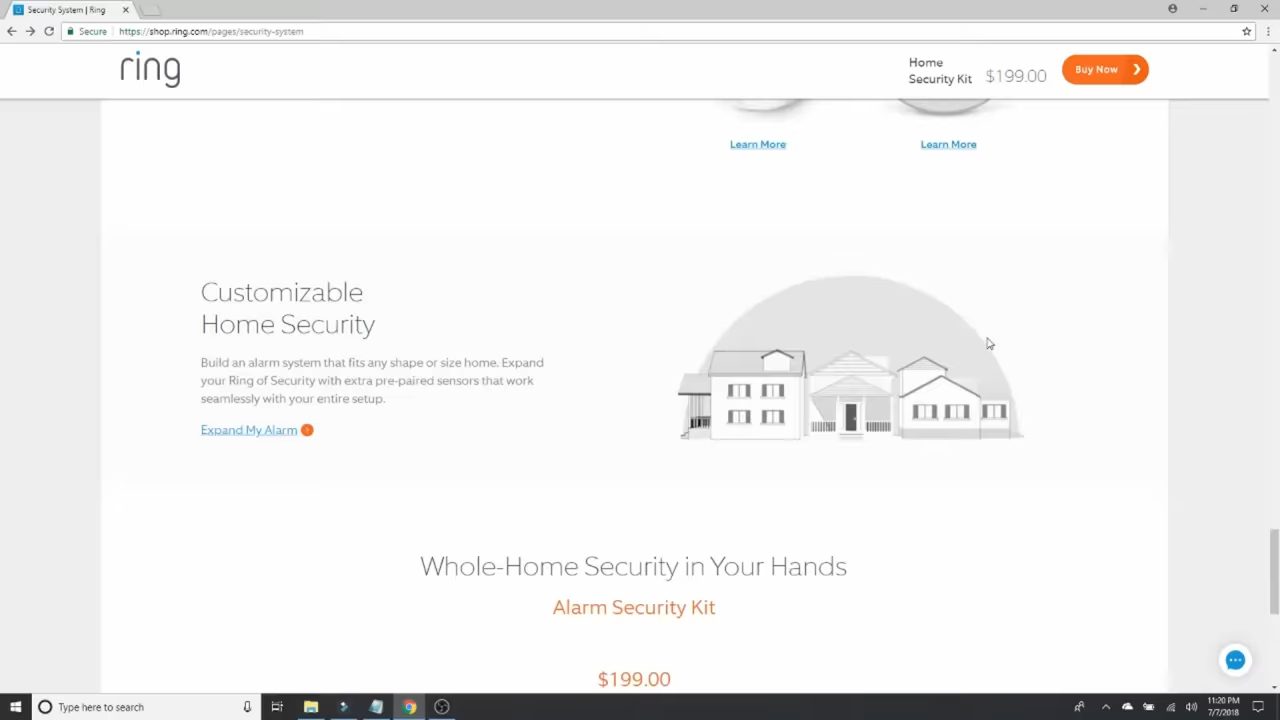 Security System | Ring
Secure
https://shop.ring.com/pages/security-system
ring
Home
Security Kit
$199.00
Buy Now
Learn More
Learn More
Customizable
Home Security
Build an alarm system that fits any shape or size home. Expand
your Ring of Security with extra pre-paired sensors that work
seamlessly with your entire setup.
Expand My Alarm
Whole-Home Security in Your Hands
Alarm Security Kit
$199.00
Type here to search
11:20 PM
7/7/2018